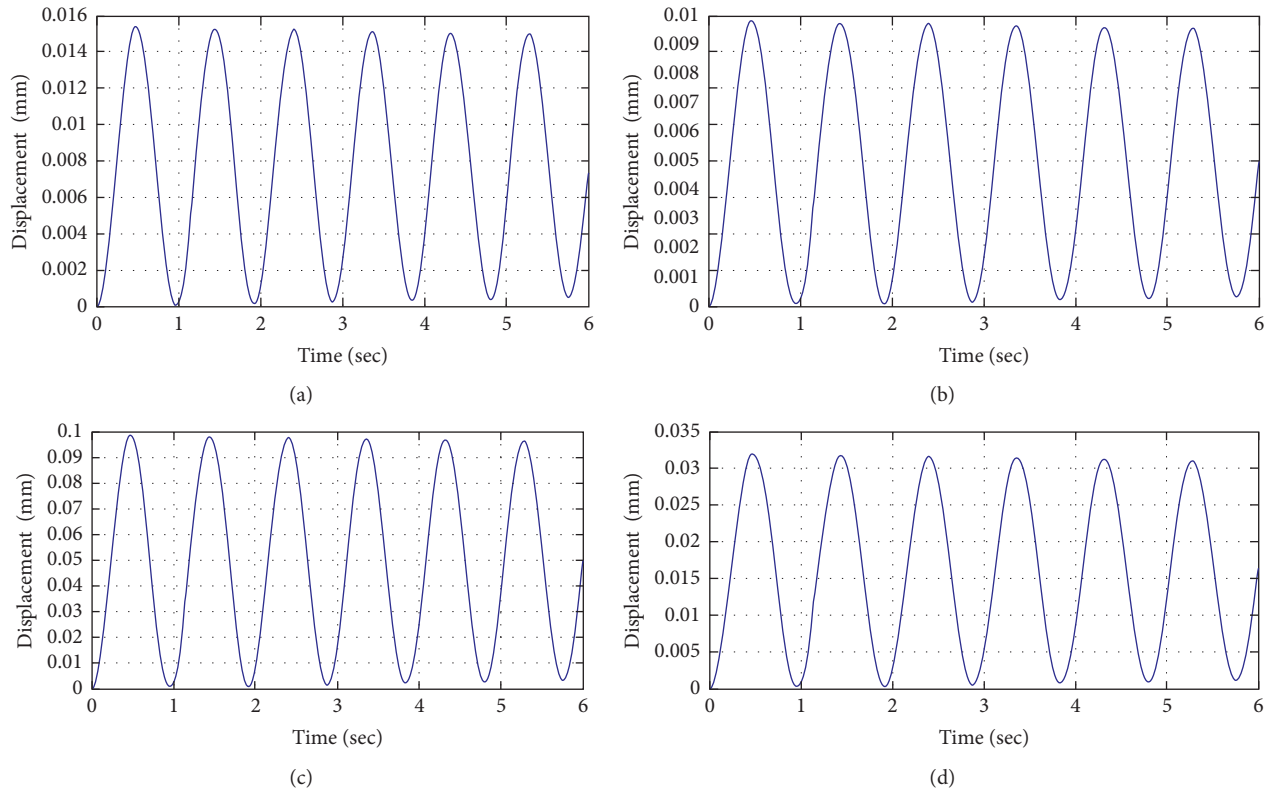 0.016
0.014
0.012
0.01
0.008
0.006
0.004
0.002
0
Displacement (mm)
0 1 2 3 4 5 6
Time (sec)
(a)
0.01
0.009
0.008
0.007
0.006
0.005
0.004
0.003
0.002
0.001
0
Displacement (mm)
0 1 2 3 4 5 6
Time (sec)
(b)
0.1
0.09
0.08
0.07
0.06
0.05
0.04
0.03
0.02
0.01
0
Displacement (mm)
0 1 2 3 4 5 6
Time (sec)
(c)
0.035
0.03
0.025
0.02
0.015
0.01
0.005
0
Displacement (mm)
0 1 2 3 4 5 6
Time (sec)
(d)